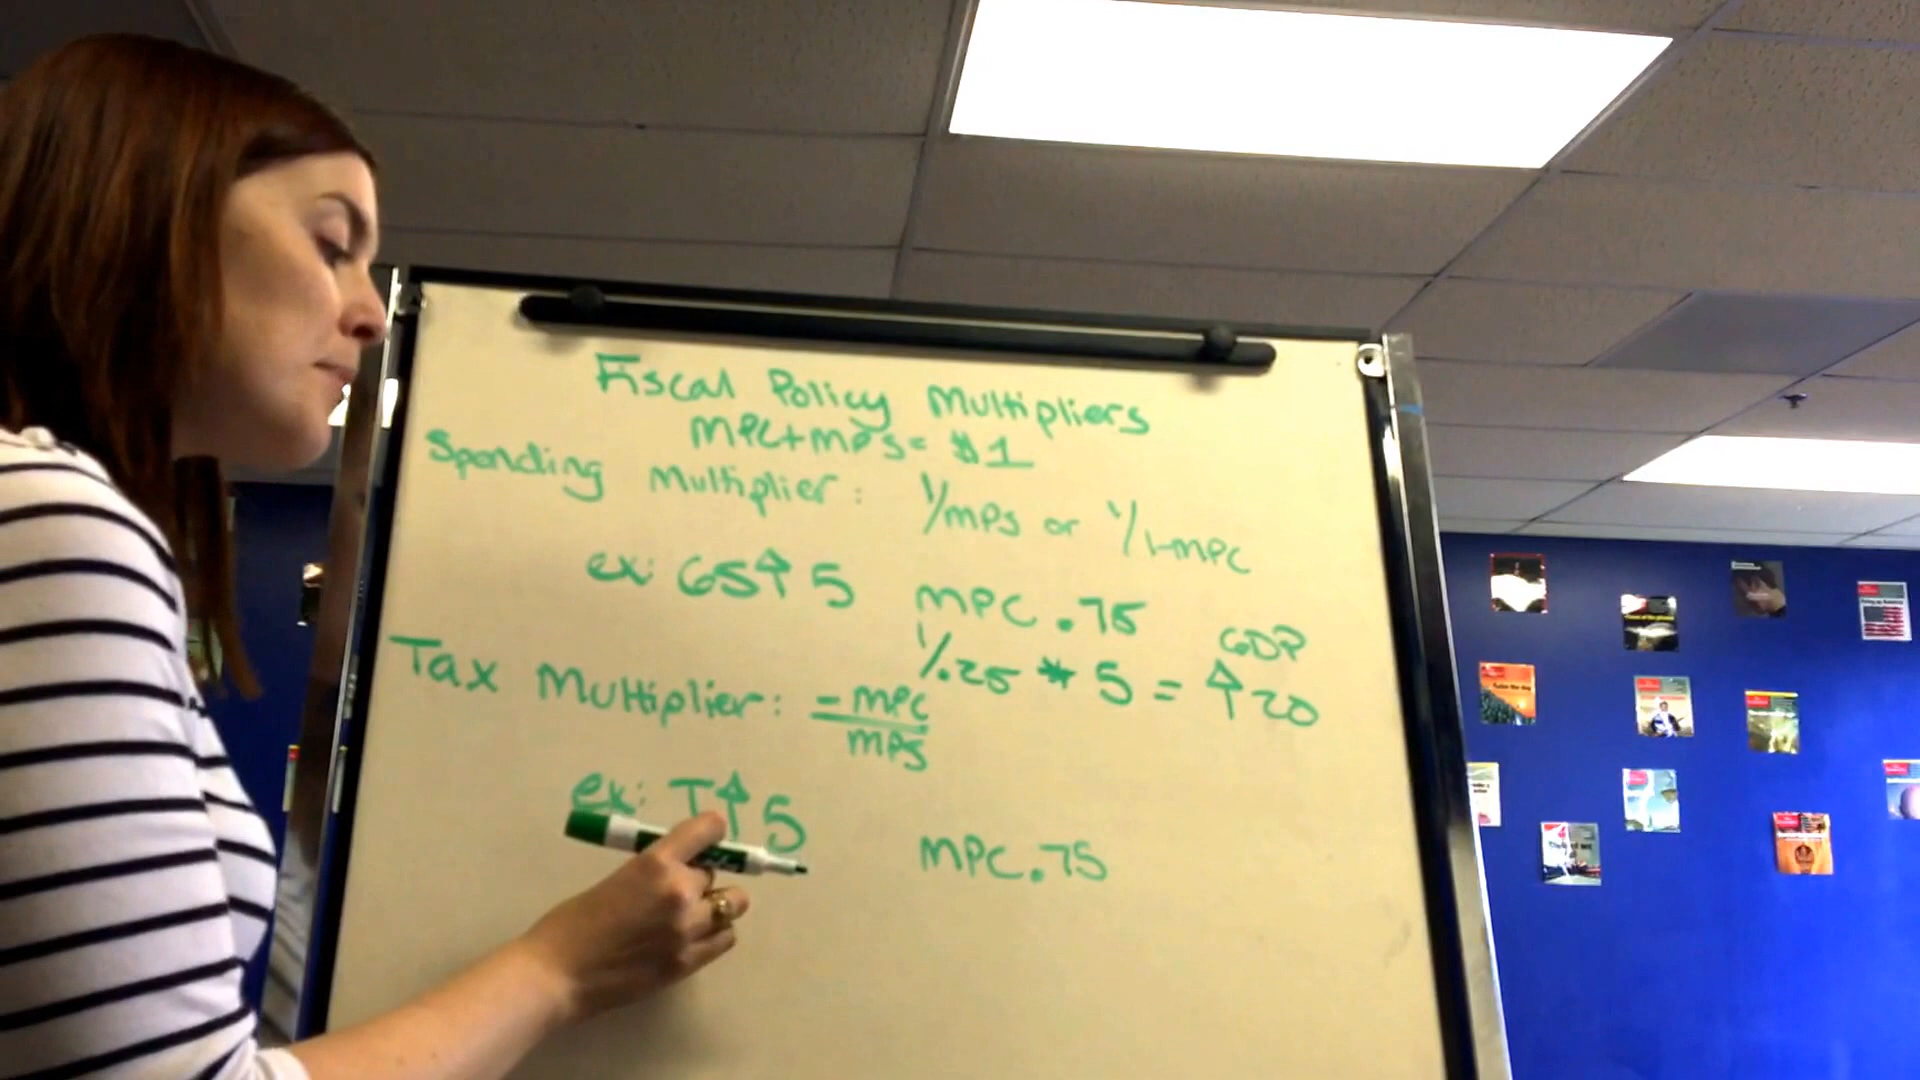 Fiscal Policy Multipliers
MPC+MPS= $1
Spending Multiplier: 1/MPS or 1/1-MPC
ex: GS↑ 5 MPC .75
1/.25 * 5 = ↑20 GDP
Tax Multiplier: -MPC/MPS
ex: T↑ 5 MPC .75